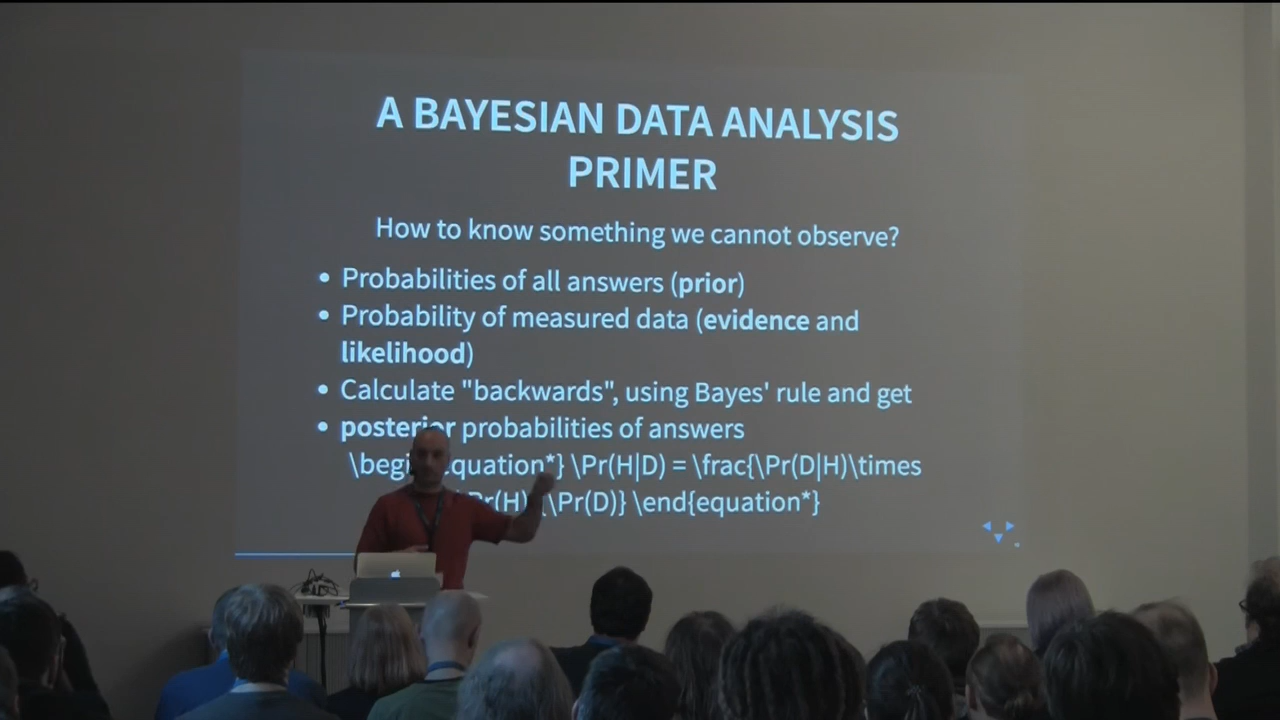 A BAYESIAN DATA ANALYSIS
PRIMER
How to know something we cannot observe?
• Probabilities of all answers (prior)
• Probability of measured data (evidence and
likelihood)
• Calculate "backwards", using Bayes' rule and get
• posterior probabilities of answers
\begi equation*} \Pr(H|D) = \frac{\Pr(D|H)\times
Pr(H) {\Pr(D)} \end{equation*}